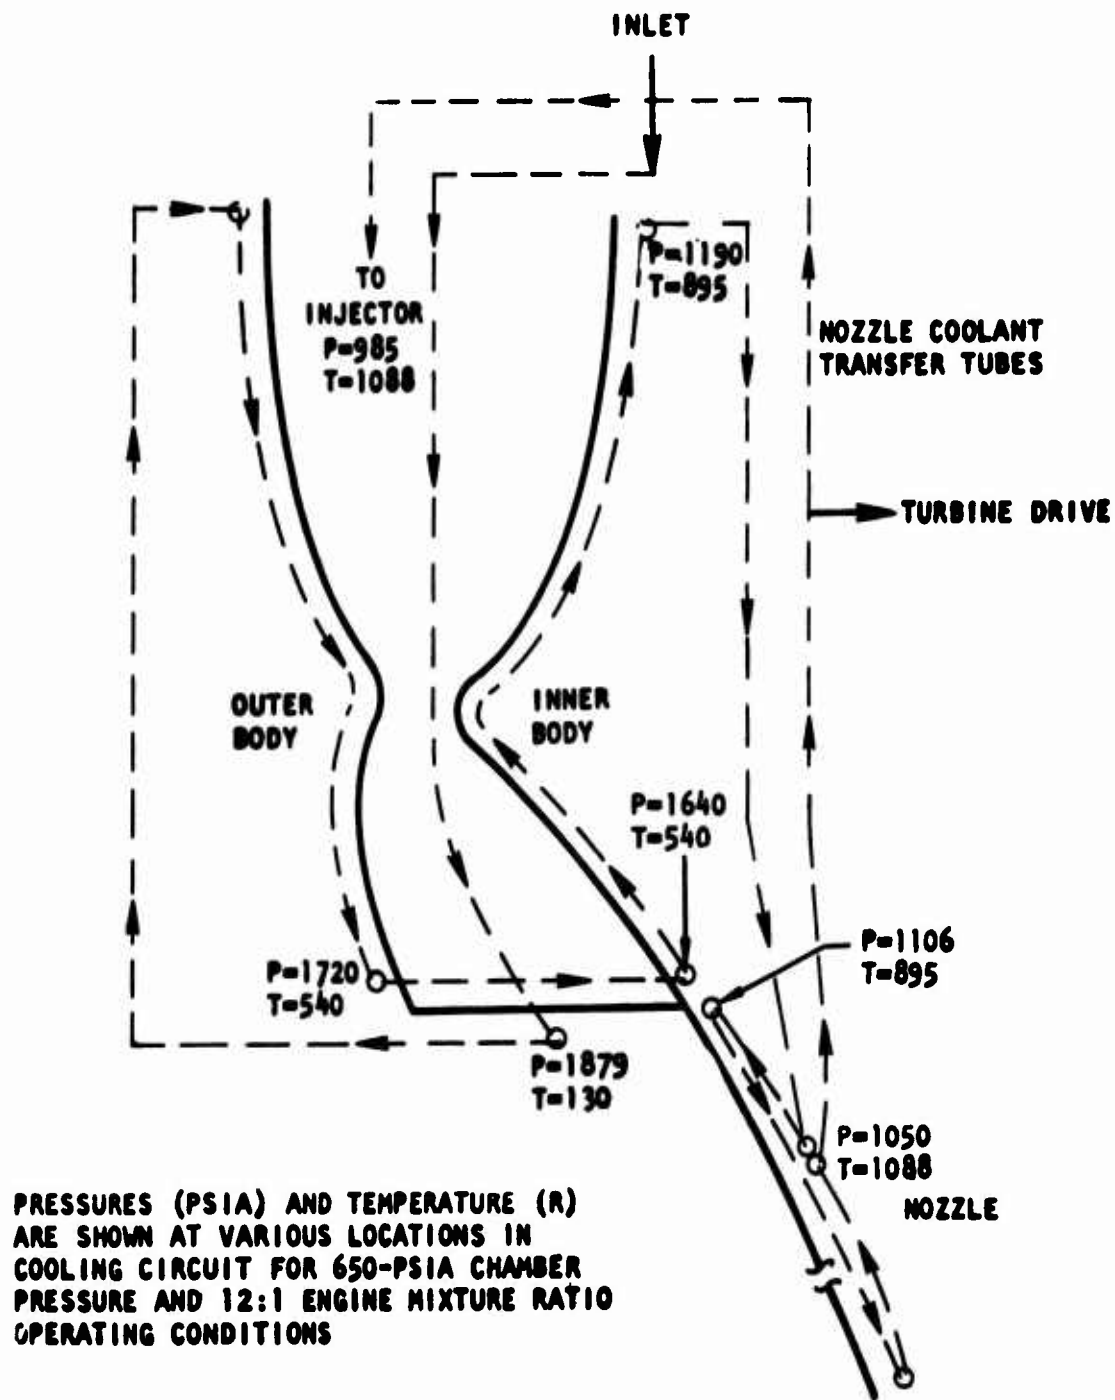 INLET
TO
INJECTOR
P=985
T=1088
P=1190
T=895
NOZZLE COOLANT
TRANSFER TUBES
TURBINE DRIVE
OUTER
BODY
INNER
BODY
P=1640
T=540
P=1106
T=895
P=1720
T=540
P=1879
T=130
P=1050
T=1088
NOZZLE
PRESSURES (PSIA) AND TEMPERATURE (R)
ARE SHOWN AT VARIOUS LOCATIONS IN
COOLING CIRCUIT FOR 650-PSIA CHAMBER
PRESSURE AND 12:1 ENGINE MIXTURE RATIO
OPERATING CONDITIONS